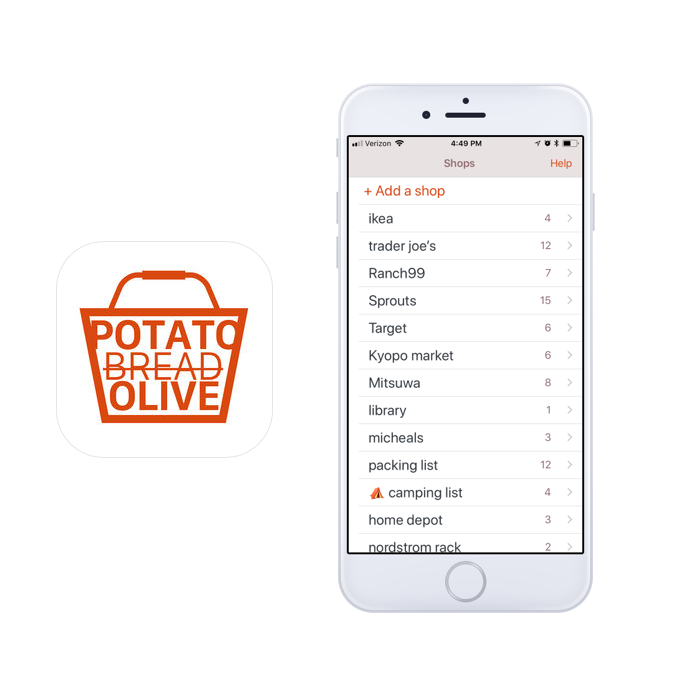 POTATO
BREAD
OLIVE
Verizon 4:49 PM
Shops Help
+ Add a shop
ikea 4
trader joe's 12
Ranch99 7
Sprouts 15
Target 6
Kyopo market 6
Mitsuwa 8
library 1
micheals 3
packing list 12
camping list 4
home depot 3
nordstrom rack 2